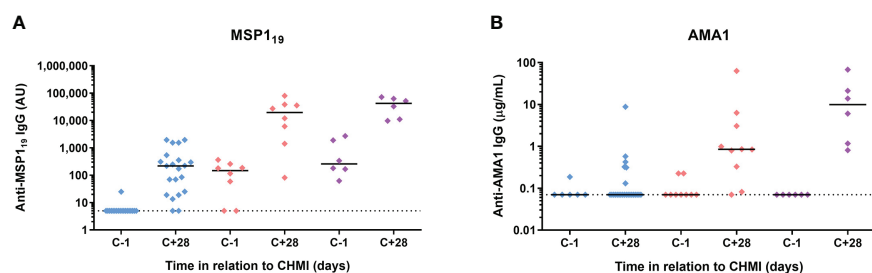 A
MSP1₁₉
Anti-MSP1₁₉ IgG (AU)
1,000,000
100,000
10,000
1,000
100
10
1
C-1
C+28
C-1
C+28
C-1
C+28
Time in relation to CHMI (days)
B
AMA1
Anti-AMA1 IgG (µg/mL)
100
10
1
0.1
0.01
C-1
C+28
C-1
C+28
C-1
C+28
Time in relation to CHMI (days)